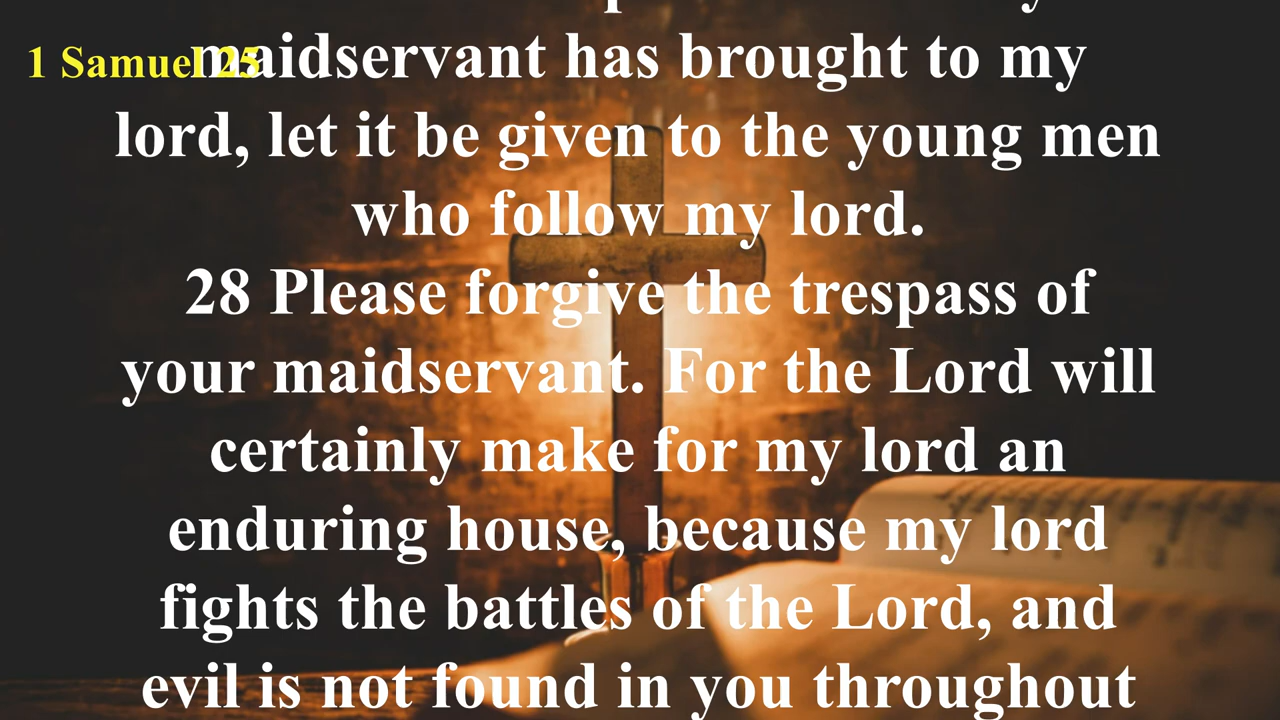 1 Samuel 25
maidservant has brought to my
lord, let it be given to the young men
who follow my lord.
28 Please forgive the trespass of
your maidservant. For the Lord will
certainly make for my lord an
enduring house, because my lord
fights the battles of the Lord, and
evil is not found in you throughout